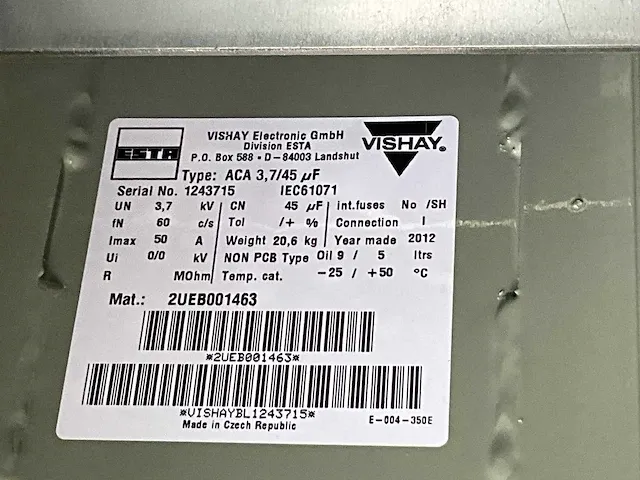 ESTA
VISHAY Electronic GmbH
Division ESTA
P.O. Box 588 • D-84003 Landshut
VISHAY®
Type: ACA 3,7/45 µF
Serial No. 1243715 IEC61071
UN 3,7 kV CN 45 µF int.fuses No /SH
fN 60 c/s Tol /+ % Connection I
Imax 50 A Weight 20,6 kg Year made 2012
Ui 0/0 kV NON PCB Type Oil 9 / 5 ltrs
R MOhm Temp. cat. -25 / +50 °C
Mat.: 2UEB001463
*2UEB001463*
*VISHAYBL1243715*
Made in Czech Republic E-004-350E